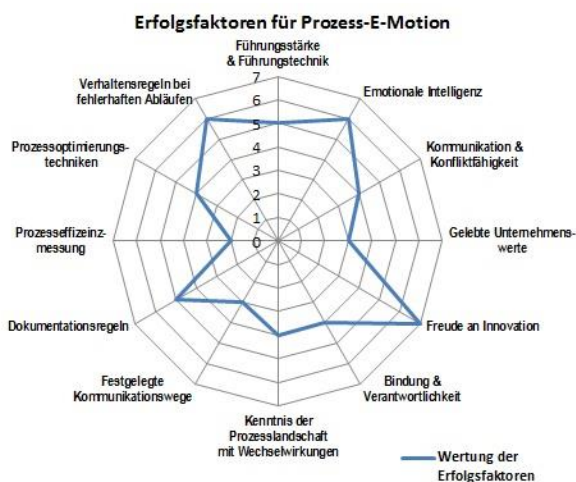 Erfolgsfaktoren für Prozess-E-Motion
Führungsstärke
& Führungstechnik
Emotionale Intelligenz
Kommunikation &
Konfliktfähigkeit
Gelebte Unternehmens
werte
Freude an Innovation
Bindung &
Verantwortlichkeit
Kenntnis der
Prozesslandschaft
mit Wechselwirkungen
Festgelegte
Kommunikationswege
Dokumentationsregeln
Prozesseffizeinz
messung
Prozessoptimierungs
techniken
Verhaltensregeln bei
fehlerhaften Abläufen
7
6
5
4
3
2
1
0
Wertung der
Erfolgsfaktoren